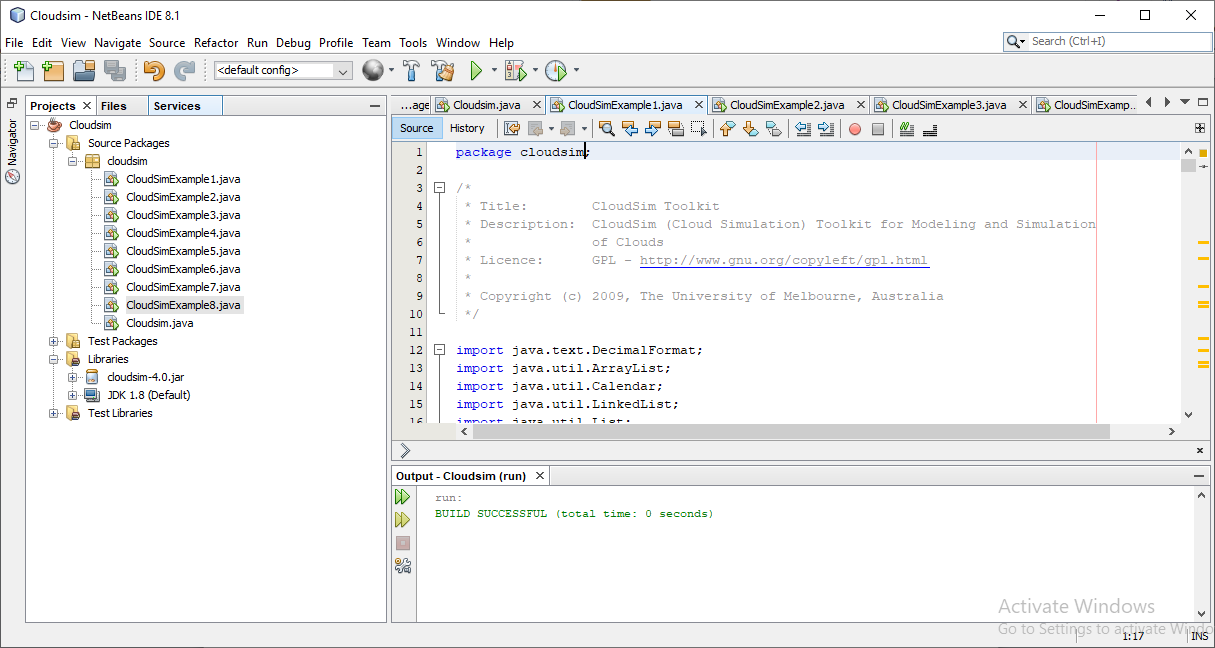 Cloudsim - NetBeans IDE 8.1
File Edit View Navigate Source Refactor Run Debug Profile Team Tools Window Help
Search (Ctrl+I)
<default config>
Projects Files Services
Navigator
Cloudsim
Source Packages
cloudsim
CloudSimExample1.java
CloudSimExample2.java
CloudSimExample3.java
CloudSimExample4.java
CloudSimExample5.java
CloudSimExample6.java
CloudSimExample7.java
CloudSimExample8.java
Cloudsim.java
Test Packages
Libraries
cloudsim-4.0.jar
JDK 1.8 (Default)
Test Libraries
...age Cloudsim.java CloudSimExample1.java CloudSimExample2.java CloudSimExample3.java CloudSimExamp...
Source History
1 package cloudsim;
2
3 /*
4 * Title: CloudSim Toolkit
5 * Description: CloudSim (Cloud Simulation) Toolkit for Modeling and Simulation
6 * of Clouds
7 * Licence: GPL - http://www.gnu.org/copyleft/gpl.html
8 *
9 * Copyright (c) 2009, The University of Melbourne, Australia
10 */
11
12 import java.text.DecimalFormat;
13 import java.util.ArrayList;
14 import java.util.Calendar;
15 import java.util.LinkedList;
16 import java.util.List;
Output - Cloudsim (run)
run:
BUILD SUCCESSFUL (total time: 0 seconds)
Activate Windows
Go to Settings to activate Windo
1:17 INS